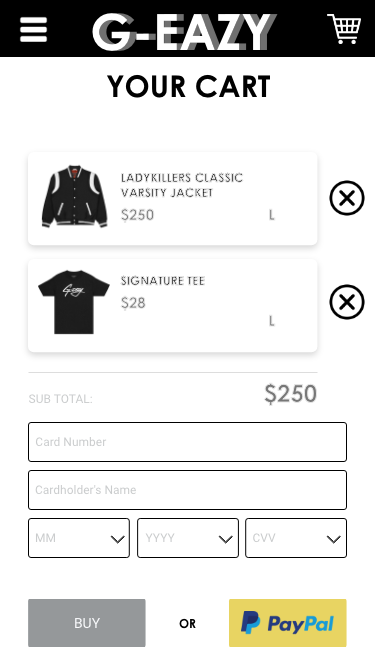 G-EAZY
YOUR CART
LADYKILLERS CLASSIC
VARSITY JACKET
$250
L
G-Eazy
SIGNATURE TEE
$28
L
SUB TOTAL:
$250
Card Number
Cardholder's Name
MM
YYYY
CVV
BUY
OR
PayPal